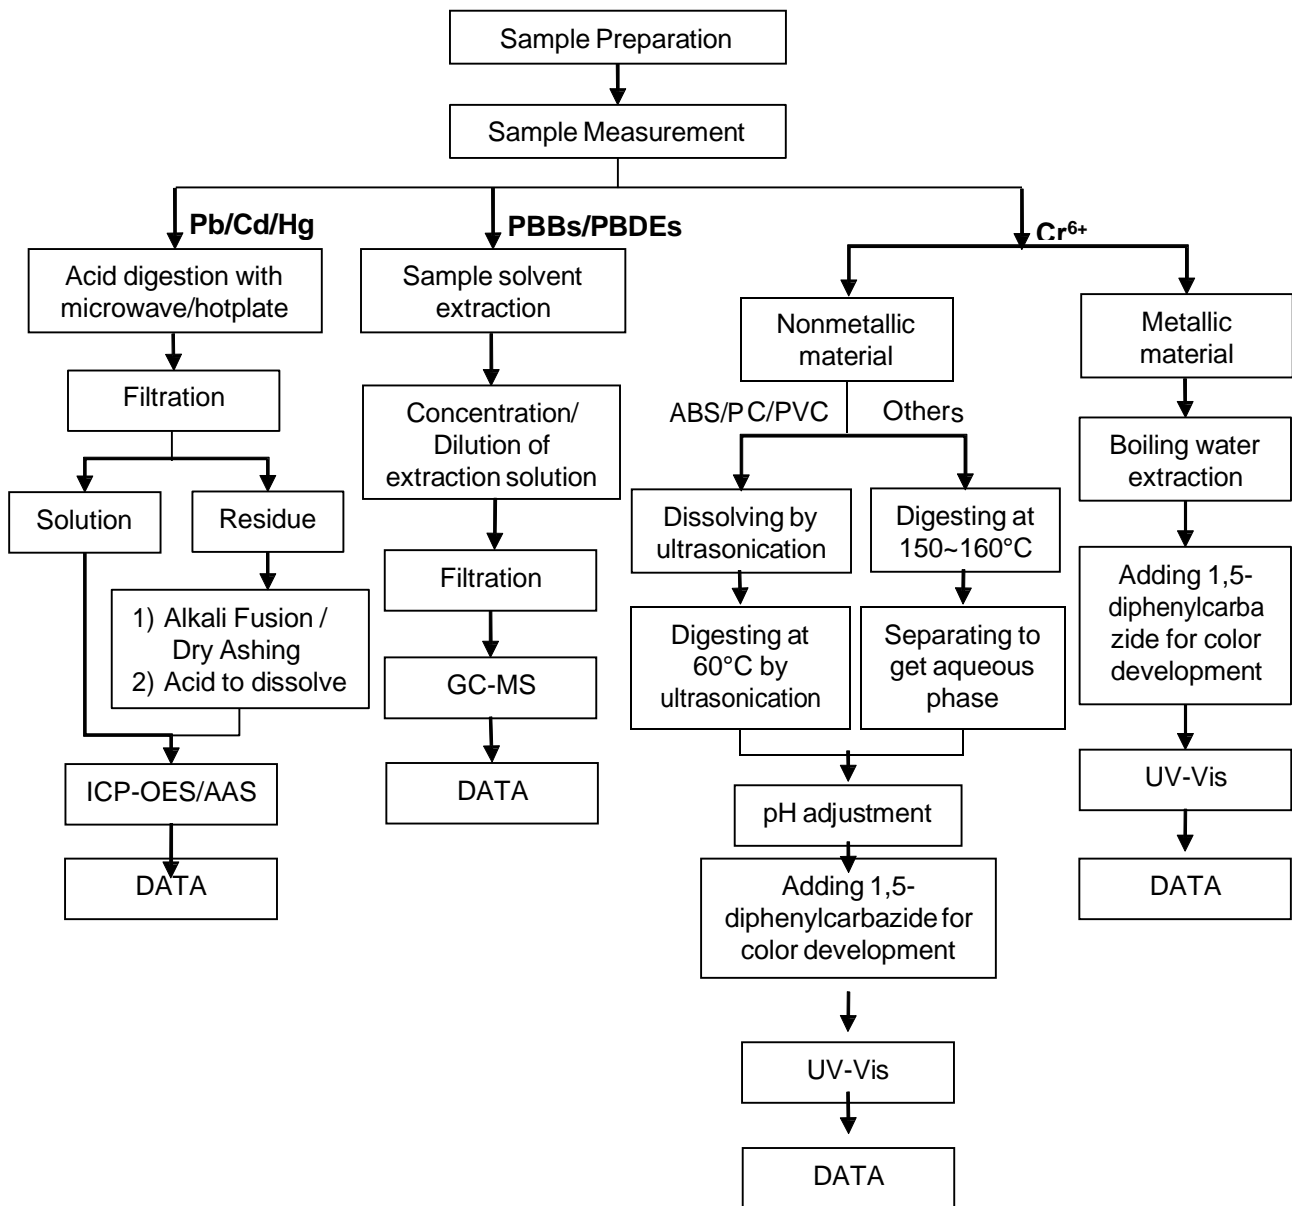 Sample Preparation
Sample Measurement
Pb/Cd/Hg
PBBs/PBDEs
Cr⁶⁺
Acid digestion with
microwave/hotplate
Filtration
Solution
Residue
1) Alkali Fusion /
Dry Ashing
2) Acid to dissolve
ICP-OES/AAS
DATA
Sample solvent
extraction
Concentration/
Dilution of
extraction solution
Filtration
GC-MS
DATA
Nonmetallic
material
ABS/PC/PVC
Others
Dissolving by
ultrasonication
Digesting at
60°C by
ultrasonication
Digesting at
150~160°C
Separating to
get aqueous
phase
pH adjustment
Adding 1,5-
diphenylcarbazide for
color development
UV-Vis
DATA
Metallic
material
Boiling water
extraction
Adding 1,5-
diphenylcarba
zide for color
development
UV-Vis
DATA